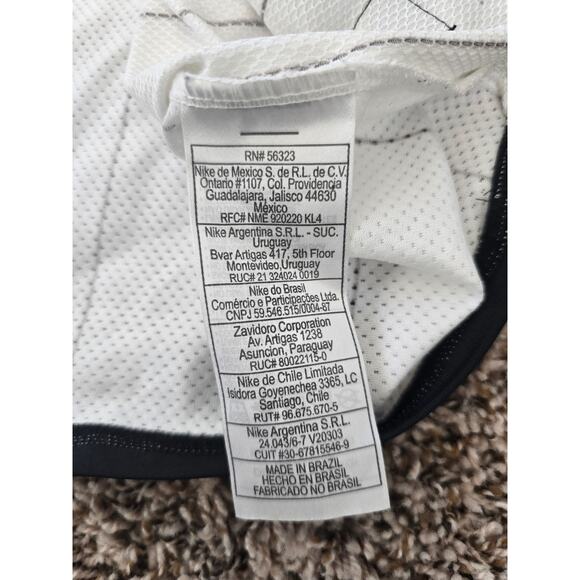 RN# 56323
Nike de Mexico S. de R.L. de C.V.
Ontario #1107, Col. Providencia
Guadalajara, Jalisco 44630
México
RFC# NME 920220 KL4
Nike Argentina S.R.L. - SUC.
Uruguay
Bvar Artigas 417, 5th Floor
Montevideo,Uruguay
RUC# 21 324024 0019
Nike do Brasil
Comércio e Participações Ltda.
CNPJ 59.546.515/0004-87
Zavidoro Corporation
Av. Artigas 1238
Asuncion, Paraguay
RUC# 80022115-0
Nike de Chile Limitada
Isidora Goyenechea 3365, LC
Santiago, Chile
RUT# 96.675.670-5
Nike Argentina S.R.L.
24.043/6-7 V20303
CUIT #30-67815546-9
MADE IN BRAZIL
HECHO EN BRASIL
FABRICADO NO BRASIL